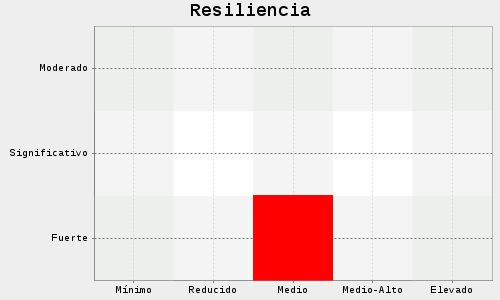 Resiliencia
Moderado
Significativo
Fuerte
Mínimo Reducido Medio Medio-Alto Elevado